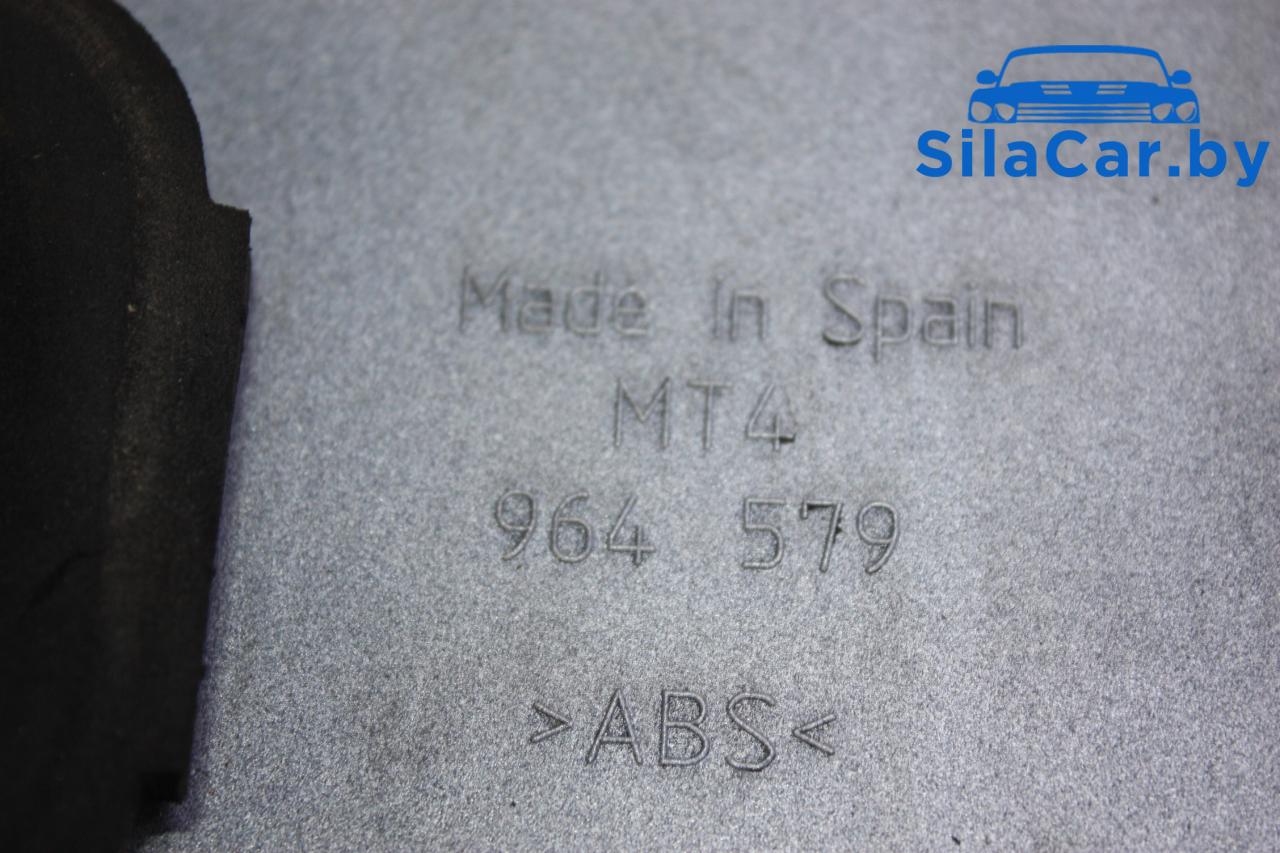 SilaCar.by
Made In Spain
MT4
964 579
>ABS<